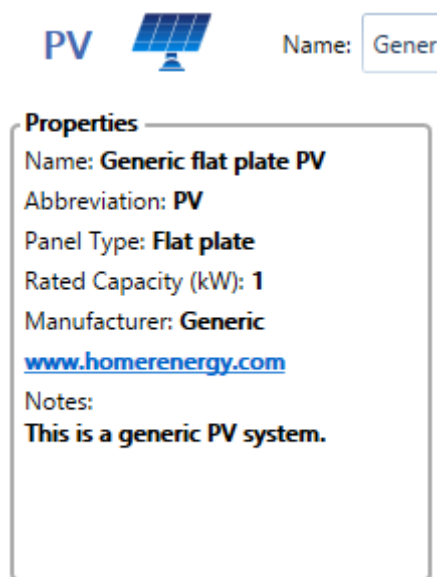 PV
Name: Gener
Properties
Name: Generic flat plate PV
Abbreviation: PV
Panel Type: Flat plate
Rated Capacity (kW): 1
Manufacturer: Generic
www.homerenergy.com
Notes:
This is a generic PV system.